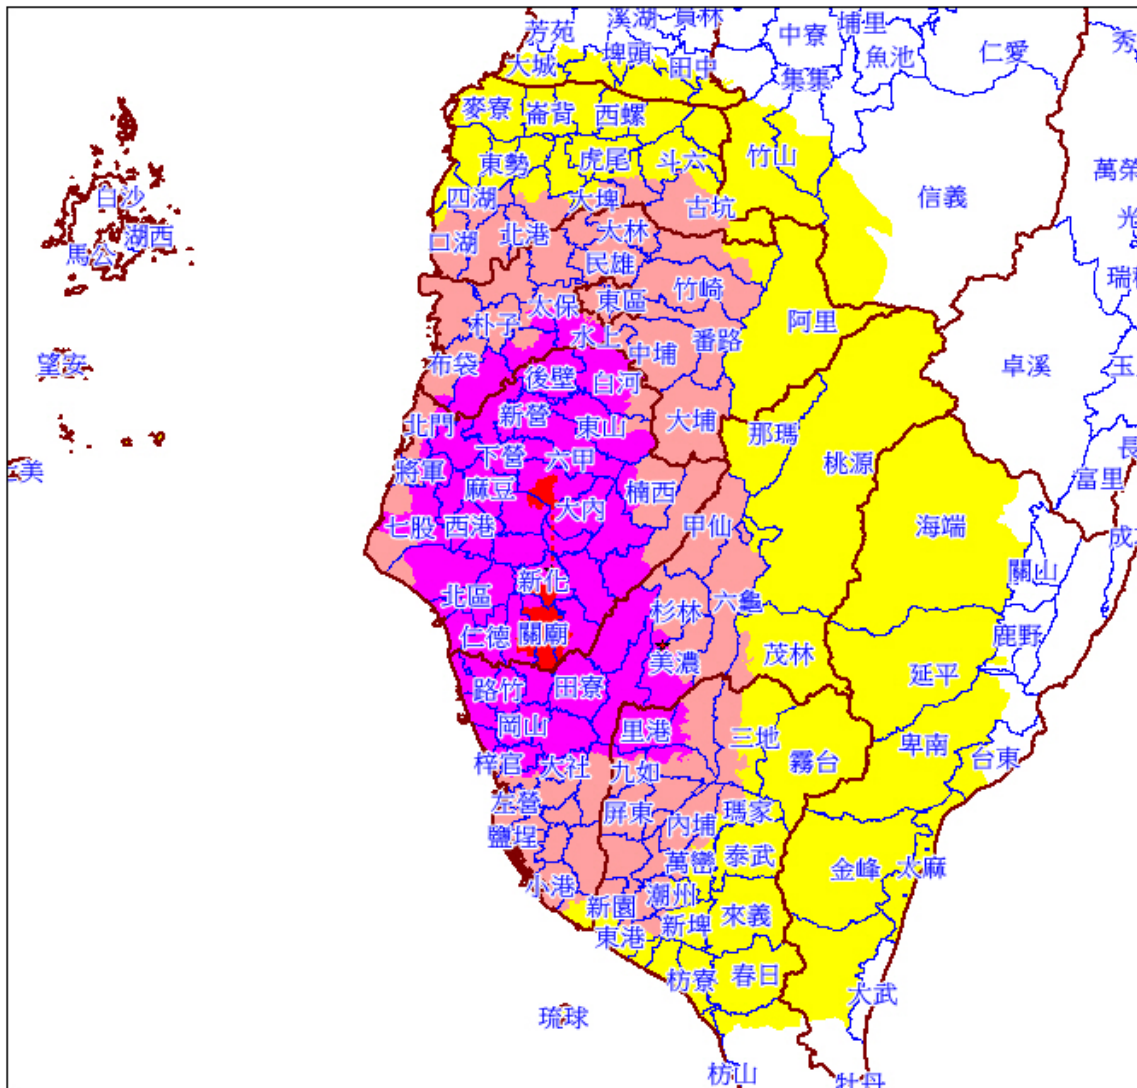 芳苑 溪湖 員林 中寮 埔里 仁愛 秀
大城 埤頭 田中 集集 魚池
麥寮 崙背 西螺
東勢 虎尾 斗六 竹山 萬榮
白沙 四湖 大埤 古坑 信義 光
馬公 湖西 口湖 北港 大林
民雄 竹崎 瑞穂
朴子 太保 東區 阿里
水上 中埔 番路
望安 布袋 後壁 白河 卓溪 玉
北門 新營 東山 大埔 那瑪
將軍 下營 六甲 桃源 長
美 麻豆 大內 楠西 富里
七股 西港 甲仙 海端 成
新化 關山
北區 杉林 六龜
仁德 關廟 美濃 茂林 鹿野
路竹 田寮 延平
岡山 里港 三地 卑南 台東
梓官 大社 九如 霧台
左營 屏東 內埔 瑪家
鹽埕 萬巒 泰武 金峰 太麻
小港 新園 潮州 來義
東港 新埤
枋寮 春日 大武
琉球
枋山 牡丹